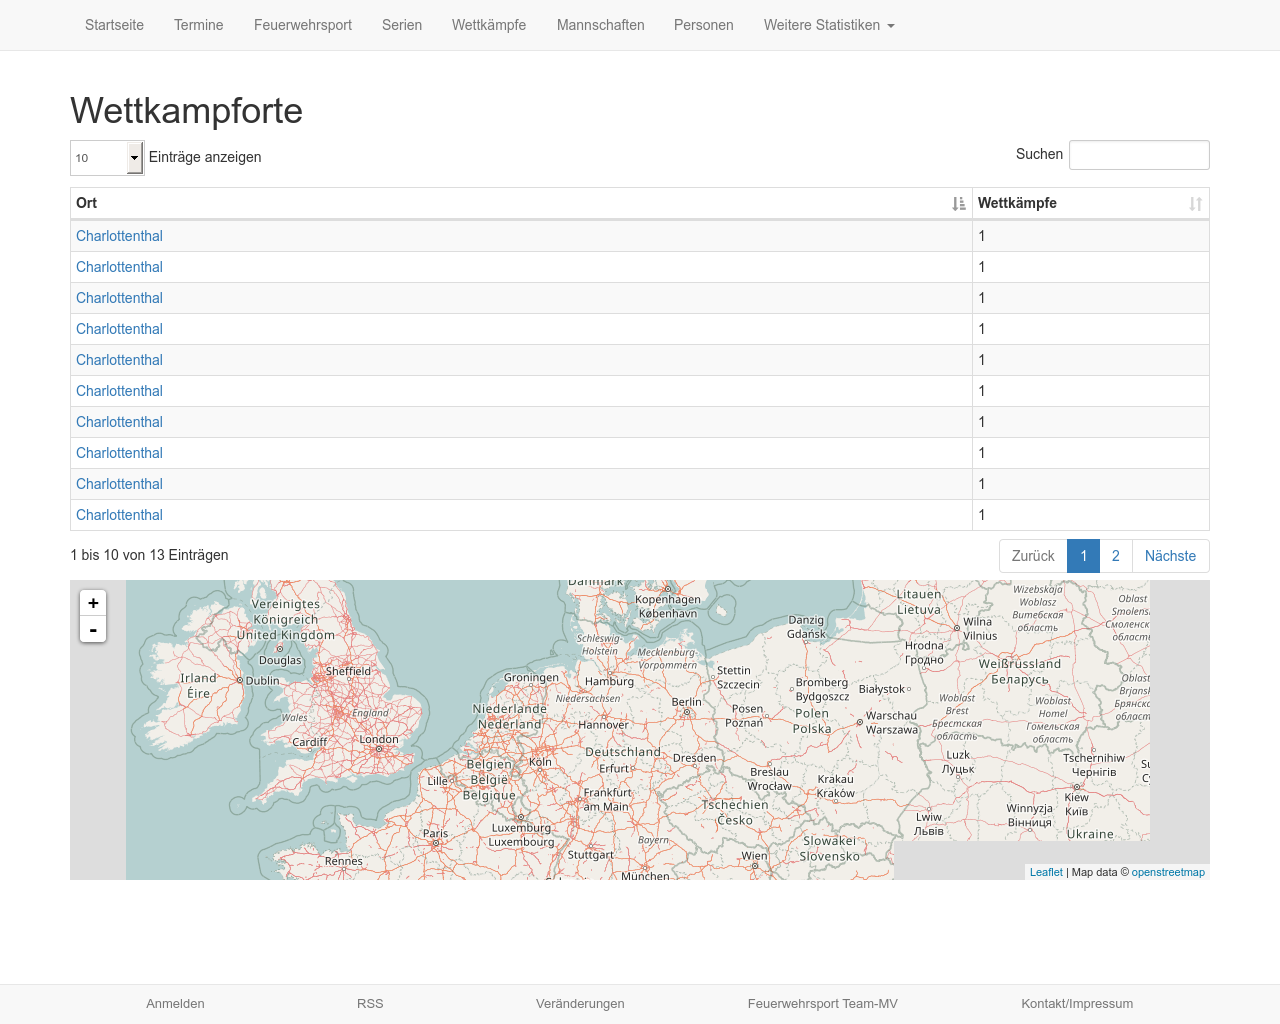 Startseite Termine Feuerwehrsport Serien Wettkämpfe Mannschaften Personen Weitere Statistiken
Wettkampforte
10 Einträge anzeigen Suchen
Ort Wettkämpfe
Charlottenthal 1
Charlottenthal 1
Charlottenthal 1
Charlottenthal 1
Charlottenthal 1
Charlottenthal 1
Charlottenthal 1
Charlottenthal 1
Charlottenthal 1
Charlottenthal 1
1 bis 10 von 13 Einträgen Zurück 1 2 Nächste
+
-
Vereinigtes
Königreich
United Kingdom
Douglas
Sheffield
Irland
Éire
Dublin
Wales
England
Cardiff
London
Danmark
Kopenhagen
København
Schleswig-
Holstein
Mecklenburg-
Vorpommern
Groningen
Hamburg
Niedersachsen
Niederlande
Nederland
Hannover
Berlin
Stettin
Szczecin
Danzig
Gdańsk
Bromberg
Bydgoszcz
Posen
Poznań
Polen
Polska
Białystok
Warschau
Warszawa
Litauen
Lietuva
Wilna
Vilnius
Hrodna
Гродно
Weißrussland
Беларусь
Wizebskaja
Woblasz
Витебская
область
Oblast
Smolens
Смоленск
область
Woblast
Brest
Брестская
область
Woblast
Homel
Гомельская
область
Oblast
Brjansk
Брянска
област
Belgien
België
Belgique
Lille
Köln
Deutschland
Erfurt
Dresden
Frankfurt
am Main
Luxemburg
Luxembourg
Paris
Rennes
Stuttgart
Bayern
München
Tschechien
Česko
Breslau
Wrocław
Krakau
Kraków
Wien
Slowakei
Slovensko
Luzk
Луцьк
Tschernihiw
Чернігів
Lwiw
Львів
Winnyzja
Вінниця
Kiew
Київ
Ukraine
Leaflet | Map data © openstreetmap
Anmelden RSS Veränderungen Feuerwehrsport Team-MV Kontakt/Impressum